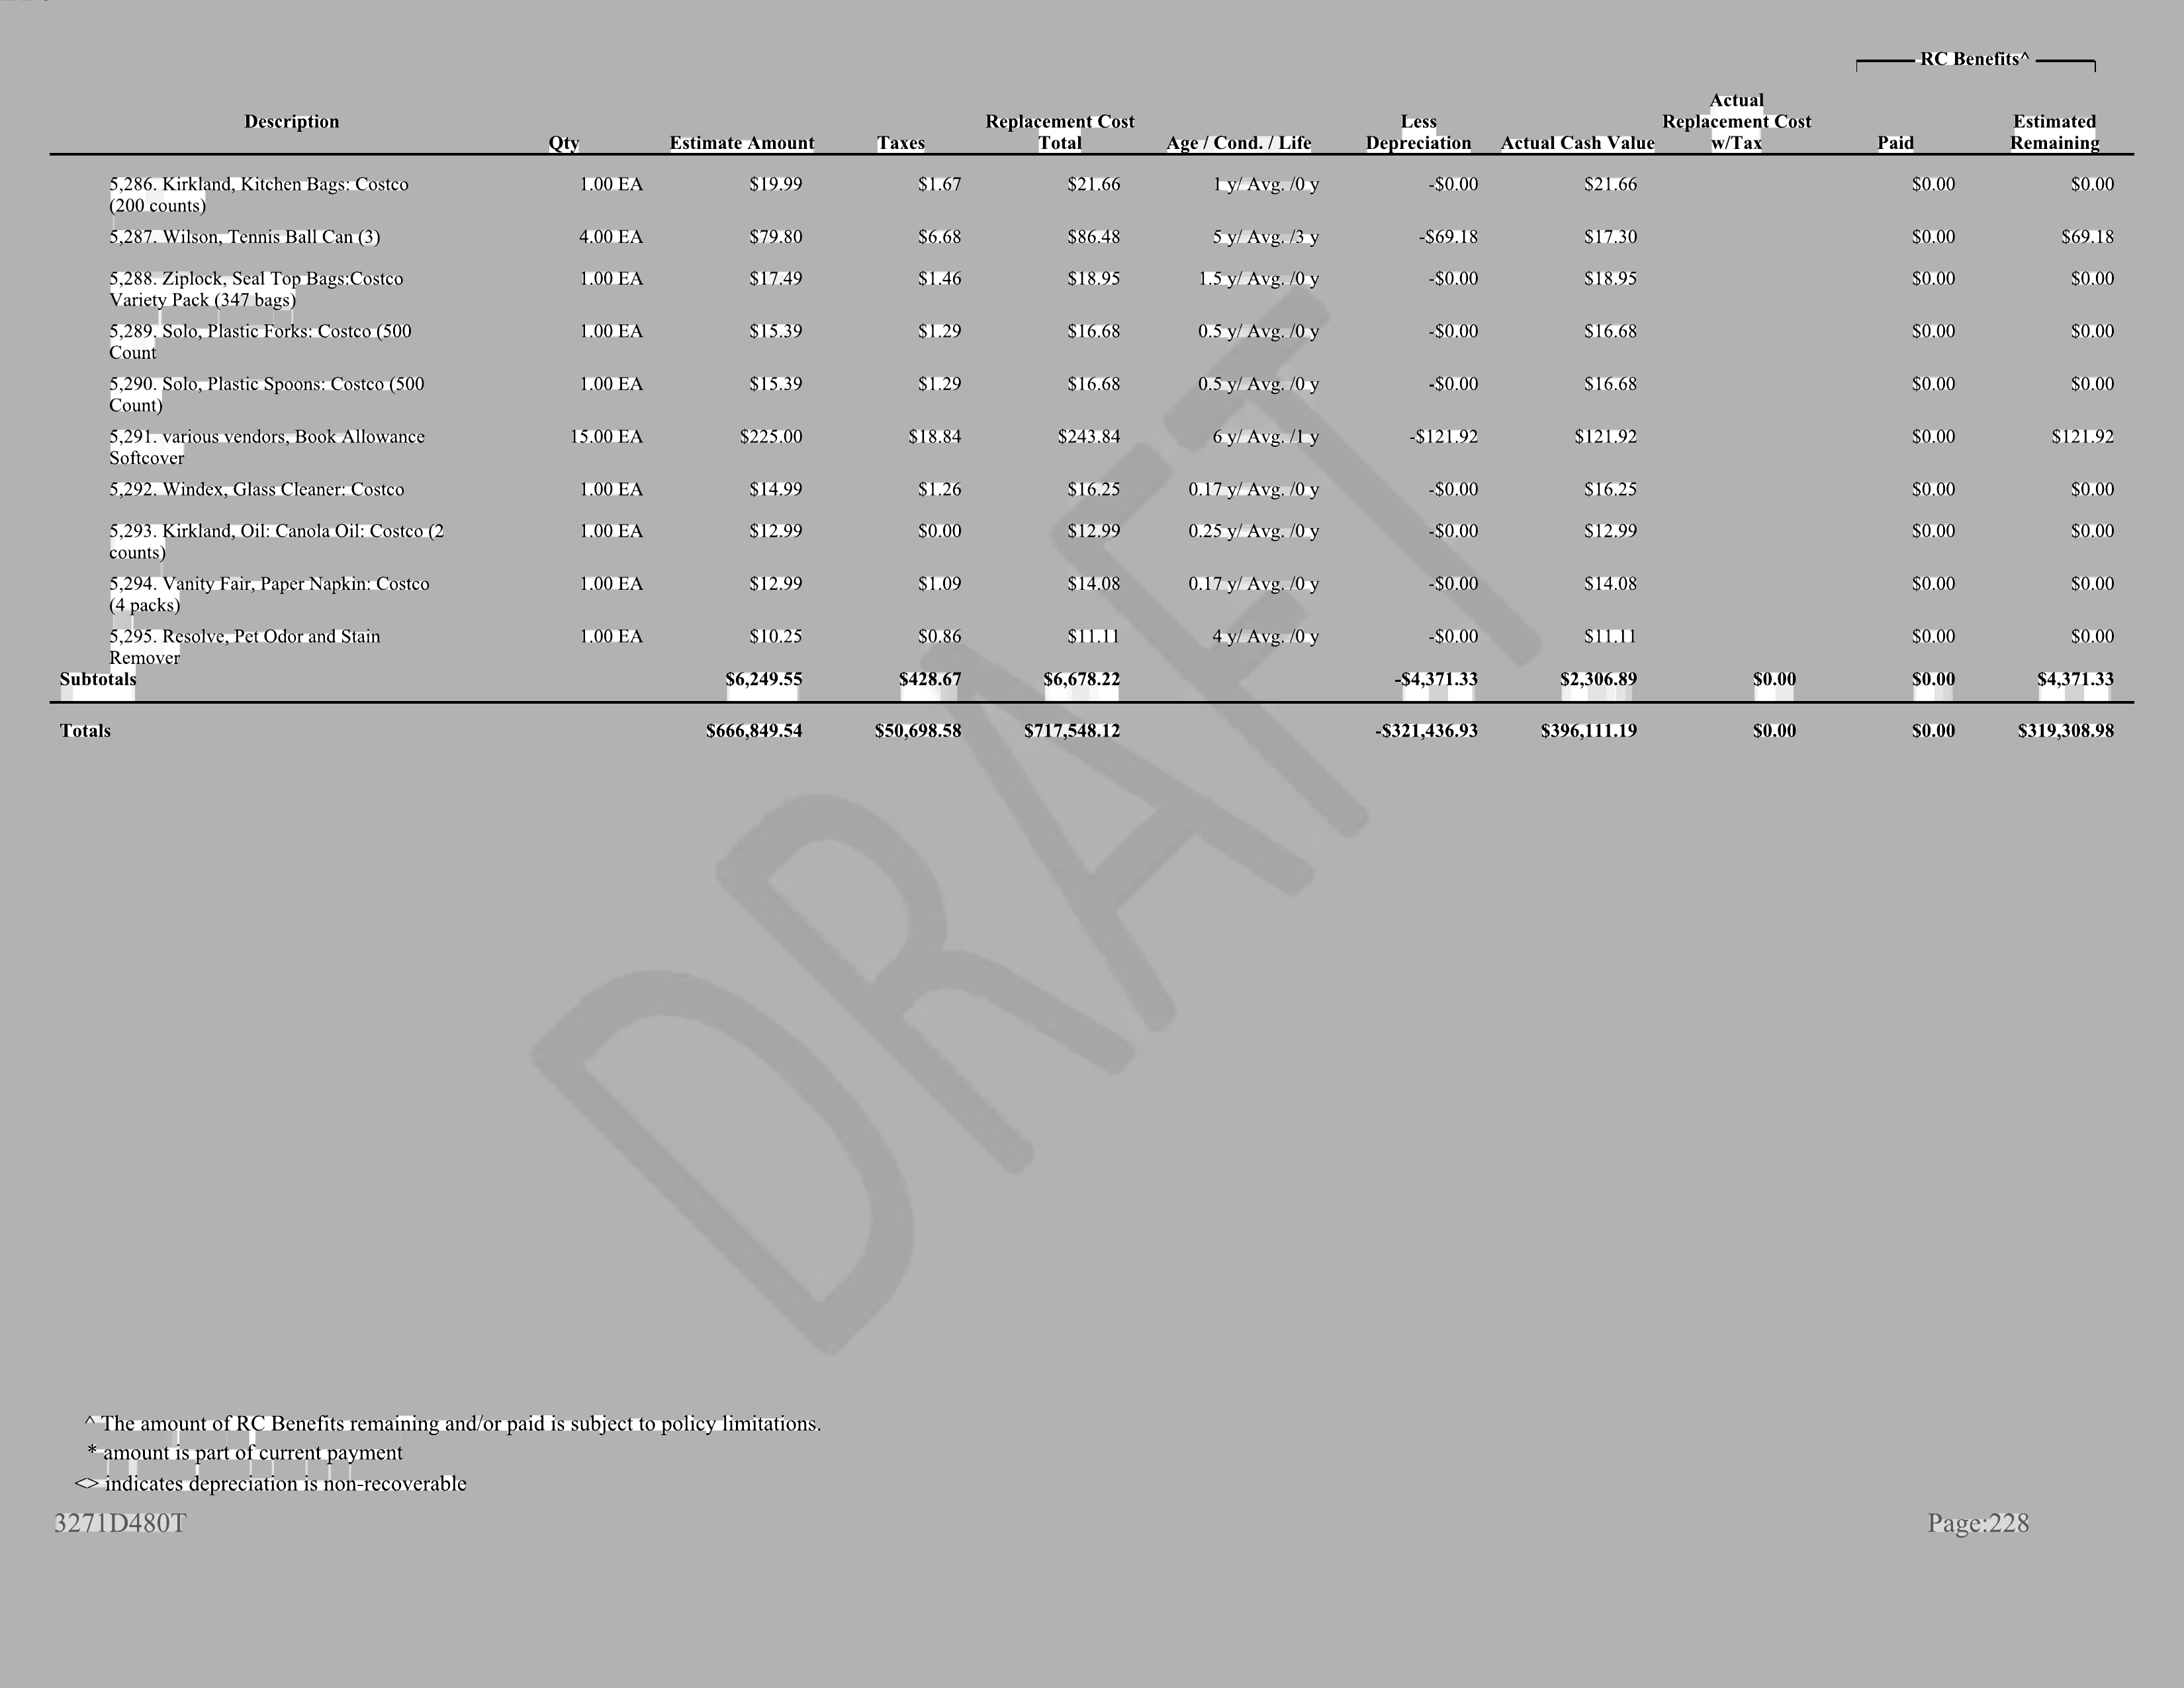 RC Benefits^
Actual
Description Replacement Cost Less Replacement Cost Estimated
Qty Estimate Amount Taxes Total Age / Cond. / Life Depreciation Actual Cash Value w/Tax Paid Remaining
5,286. Kirkland, Kitchen Bags: Costco 1.00 EA $19.99 $1.67 $21.66 1 y/ Avg. /0 y -$0.00 $21.66 $0.00 $0.00
(200 counts)
5,287. Wilson, Tennis Ball Can (3) 4.00 EA $79.80 $6.68 $86.48 5 y/ Avg. /3 y -$69.18 $17.30 $0.00 $69.18
5,288. Ziplock, Seal Top Bags:Costco 1.00 EA $17.49 $1.46 $18.95 1.5 y/ Avg. /0 y -$0.00 $18.95 $0.00 $0.00
Variety Pack (347 bags)
5,289. Solo, Plastic Forks: Costco (500 1.00 EA $15.39 $1.29 $16.68 0.5 y/ Avg. /0 y -$0.00 $16.68 $0.00 $0.00
Count
5,290. Solo, Plastic Spoons: Costco (500 1.00 EA $15.39 $1.29 $16.68 0.5 y/ Avg. /0 y -$0.00 $16.68 $0.00 $0.00
Count)
5,291. various vendors, Book Allowance 15.00 EA $225.00 $18.84 $243.84 6 y/ Avg. /1 y -$121.92 $121.92 $0.00 $121.92
Softcover
5,292. Windex, Glass Cleaner: Costco 1.00 EA $14.99 $1.26 $16.25 0.17 y/ Avg. /0 y -$0.00 $16.25 $0.00 $0.00
5,293. Kirkland, Oil: Canola Oil: Costco (2 1.00 EA $12.99 $0.00 $12.99 0.25 y/ Avg. /0 y -$0.00 $12.99 $0.00 $0.00
counts)
5,294. Vanity Fair, Paper Napkin: Costco 1.00 EA $12.99 $1.09 $14.08 0.17 y/ Avg. /0 y -$0.00 $14.08 $0.00 $0.00
(4 packs)
5,295. Resolve, Pet Odor and Stain 1.00 EA $10.25 $0.86 $11.11 4 y/ Avg. /0 y -$0.00 $11.11 $0.00 $0.00
Remover
Subtotals $6,249.55 $428.67 $6,678.22 -$4,371.33 $2,306.89 $0.00 $0.00 $4,371.33
Totals $666,849.54 $50,698.58 $717,548.12 -$321,436.93 $396,111.19 $0.00 $0.00 $319,308.98
DRAFT
^ The amount of RC Benefits remaining and/or paid is subject to policy limitations.
* amount is part of current payment
<> indicates depreciation is non-recoverable
3271D480T Page:228